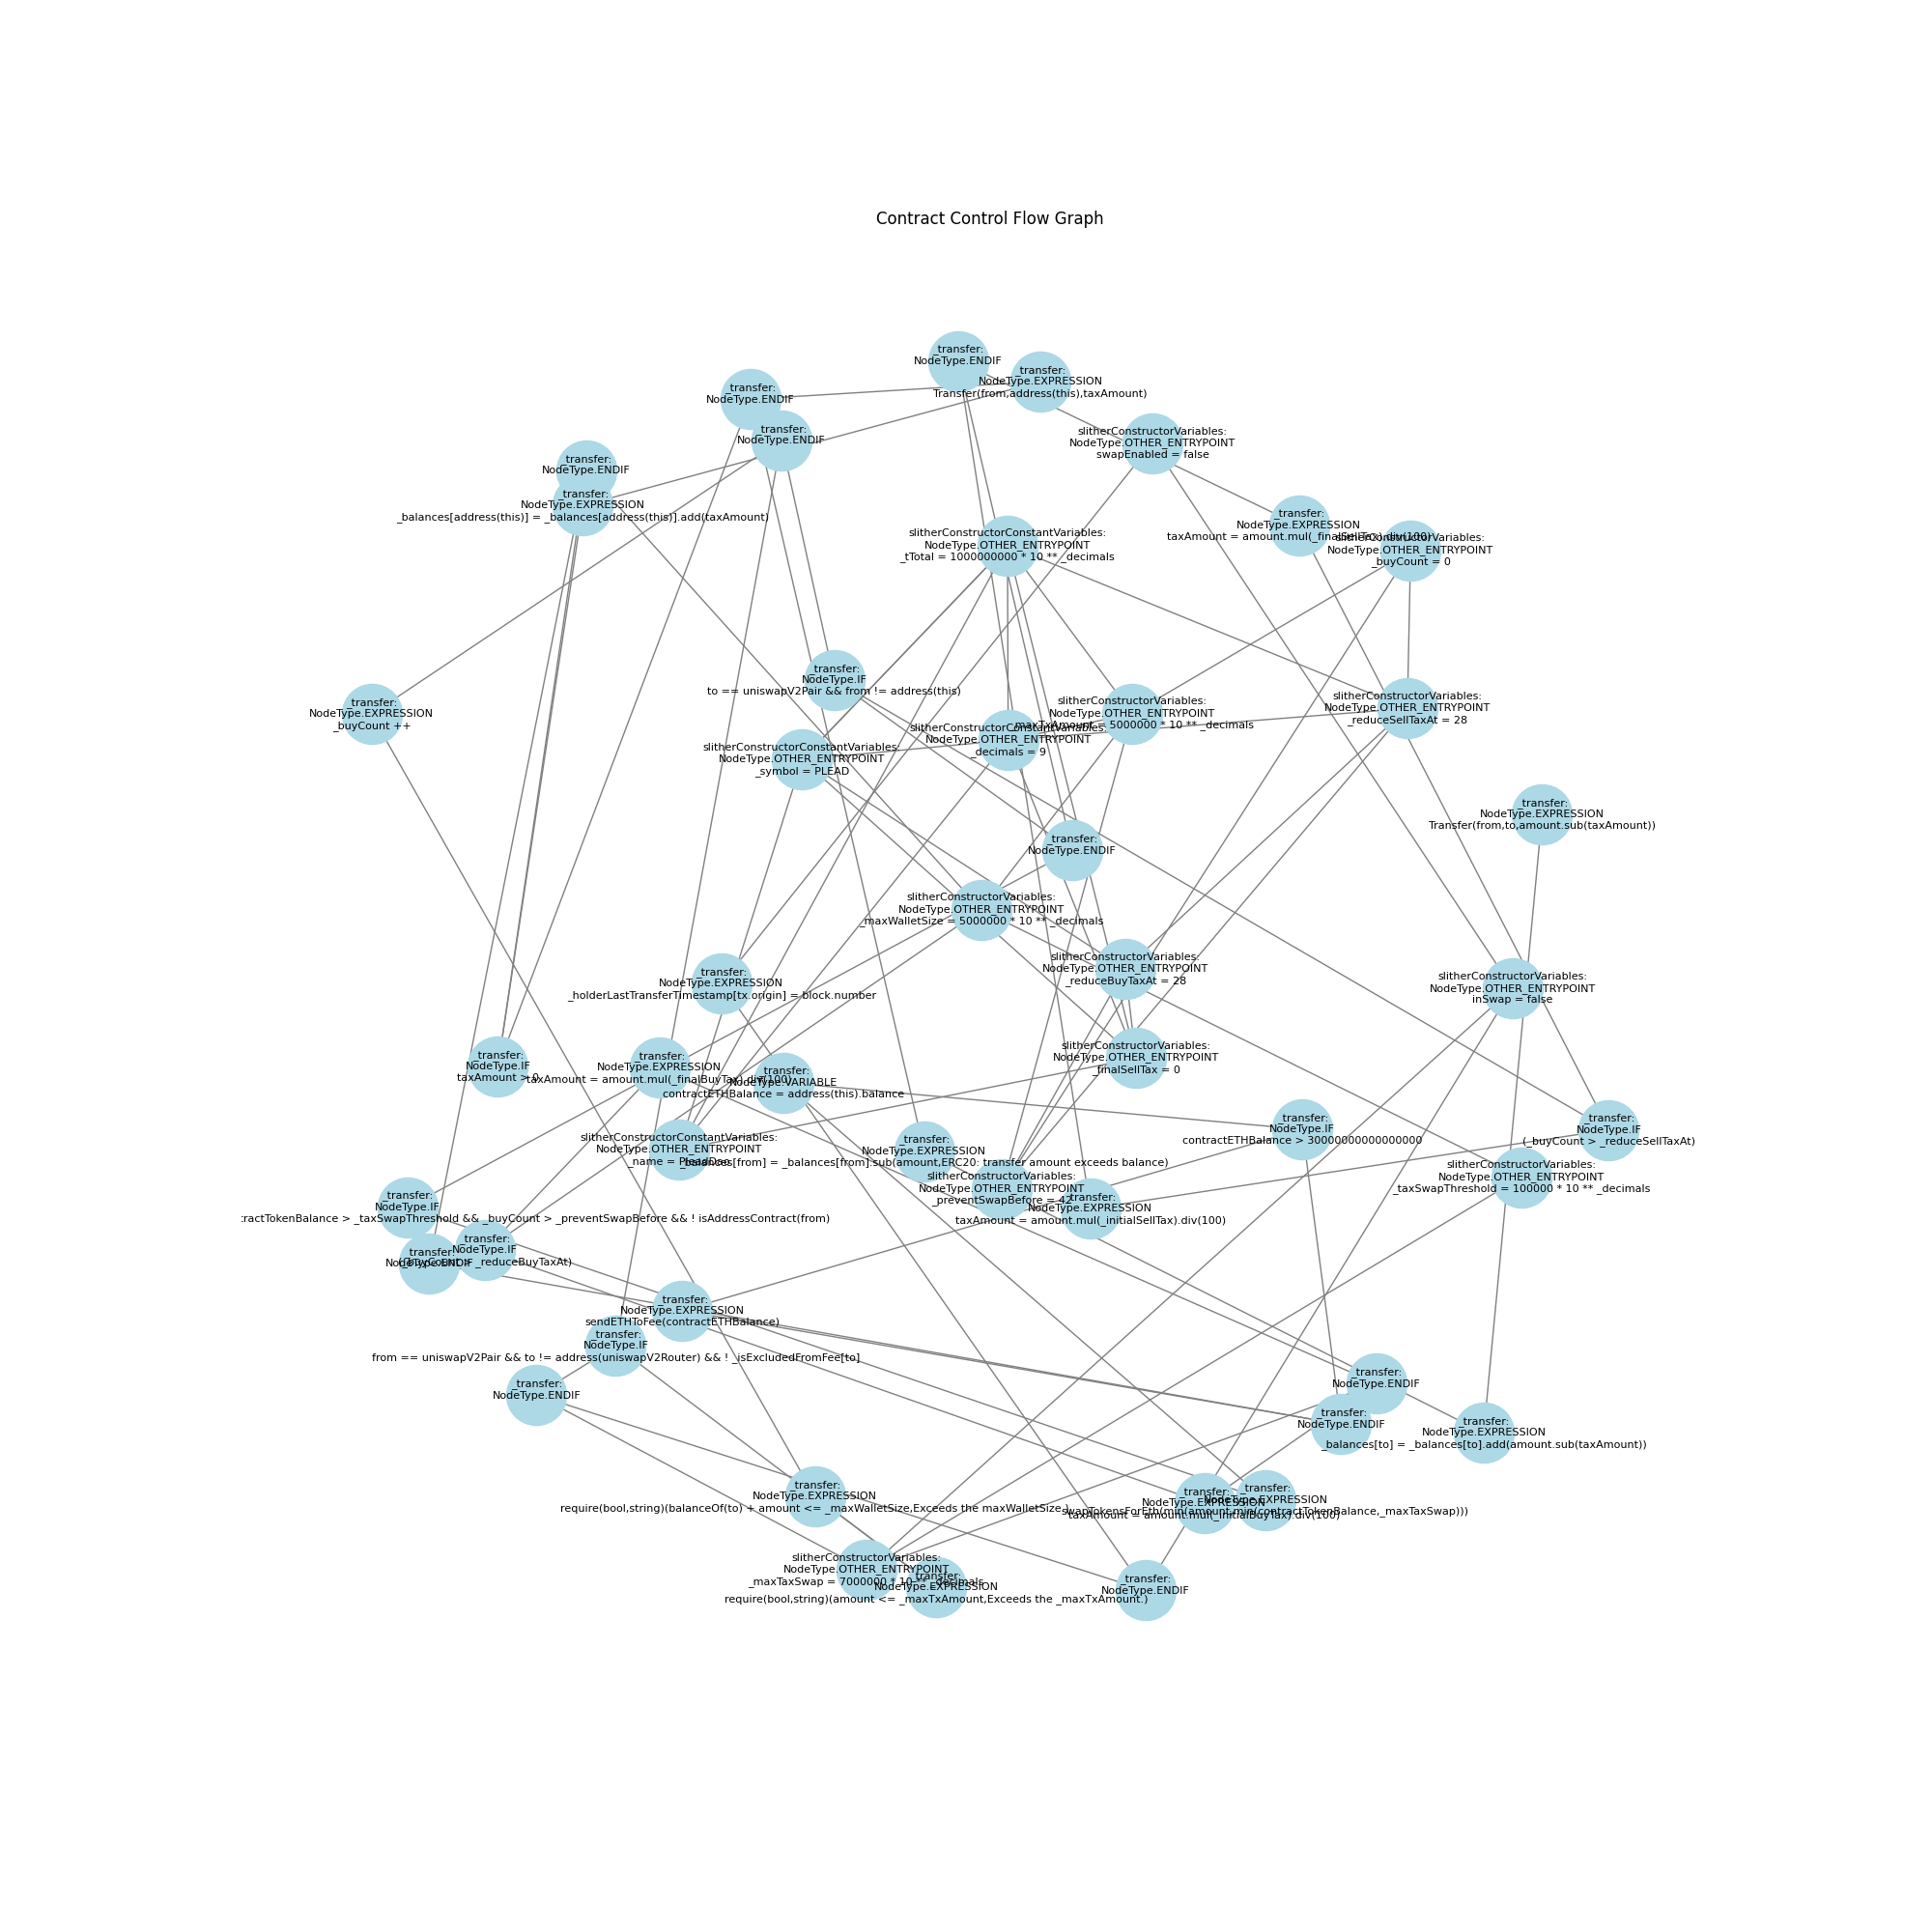 Contract Control Flow Graph
_transfer:
NodeType.ENDIF
_transfer:
NodeType.EXPRESSION
Transfer(from,address(this),taxAmount)
_transfer:
NodeType.ENDIF
_transfer:
NodeType.ENDIF
slitherConstructorVariables:
NodeType.OTHER_ENTRYPOINT
swapEnabled = false
_transfer:
NodeType.ENDIF
_transfer:
NodeType.EXPRESSION
_balances[address(this)] = _balances[address(this)].add(taxAmount)
_transfer:
NodeType.EXPRESSION
taxAmount = amount.mul(_finalSellTax).div(100)
slitherConstructorVariables:
NodeType.OTHER_ENTRYPOINT
_buyCount = 0
slitherConstructorConstantVariables:
NodeType.OTHER_ENTRYPOINT
_tTotal = 1000000000 * 10 ** _decimals
_transfer:
NodeType.IF
to == uniswapV2Pair && from != address(this)
_transfer:
NodeType.EXPRESSION
_buyCount ++
slitherConstructorVariables:
NodeType.OTHER_ENTRYPOINT
_maxTxAmount = 5000000 * 10 ** _decimals
slitherConstructorVariables:
NodeType.OTHER_ENTRYPOINT
_reduceSellTaxAt = 28
slitherConstructorConstantVariables:
NodeType.OTHER_ENTRYPOINT
_decimals = 9
slitherConstructorConstantVariables:
NodeType.OTHER_ENTRYPOINT
_symbol = PLEAD
_transfer:
NodeType.EXPRESSION
Transfer(from,to,amount.sub(taxAmount))
_transfer:
NodeType.ENDIF
slitherConstructorVariables:
NodeType.OTHER_ENTRYPOINT
_maxWalletSize = 5000000 * 10 ** _decimals
slitherConstructorVariables:
NodeType.OTHER_ENTRYPOINT
_reduceBuyTaxAt = 28
_transfer:
NodeType.EXPRESSION
_holderLastTransferTimestamp[tx.origin] = block.number
slitherConstructorVariables:
NodeType.OTHER_ENTRYPOINT
inSwap = false
slitherConstructorVariables:
NodeType.OTHER_ENTRYPOINT
_finalSellTax = 0
_transfer:
NodeType.IF
taxAmount > 0
_transfer:
NodeType.EXPRESSION
taxAmount = amount.mul(_finalBuyTax).div(100)
_transfer:
NodeType.VARIABLE
contractETHBalance = address(this).balance
_transfer:
NodeType.IF
contractETHBalance > 30000000000000000
_transfer:
NodeType.IF
(_buyCount > _reduceSellTaxAt)
slitherConstructorConstantVariables:
NodeType.OTHER_ENTRYPOINT
_name = PleadDao
_transfer:
NodeType.EXPRESSION
_balances[from] = _balances[from].sub(amount,ERC20: transfer amount exceeds balance)
slitherConstructorVariables:
NodeType.OTHER_ENTRYPOINT
_taxSwapThreshold = 100000 * 10 ** _decimals
slitherConstructorVariables:
NodeType.OTHER_ENTRYPOINT
_preventSwapBefore = 42
_transfer:
NodeType.EXPRESSION
taxAmount = amount.mul(_initialSellTax).div(100)
_transfer:
NodeType.IF
:ractTokenBalance > _taxSwapThreshold && _buyCount > _preventSwapBefore && ! isAddressContract(from)
_transfer:
NodeType.IF
(_buyCount > _reduceBuyTaxAt)
_transfer:
NodeType.ENDIF
_transfer:
NodeType.EXPRESSION
sendETHToFee(contractETHBalance)
_transfer:
NodeType.IF
from == uniswapV2Pair && to != address(uniswapV2Router) && ! _isExcludedFromFee[to]
_transfer:
NodeType.ENDIF
_transfer:
NodeType.ENDIF
_transfer:
NodeType.ENDIF
_transfer:
NodeType.EXPRESSION
_balances[to] = _balances[to].add(amount.sub(taxAmount))
_transfer:
NodeType.EXPRESSION
require(bool,string)(balanceOf(to) + amount <= _maxWalletSize,Exceeds the maxWalletSize.)
_transfer:
NodeType.EXPRESSION
swapTokensForEth(min(amount,min(contractTokenBalance,_maxTaxSwap)))
_transfer:
NodeType.EXPRESSION
taxAmount = amount.mul(_initialBuyTax).div(100)
slitherConstructorVariables:
NodeType.OTHER_ENTRYPOINT
_maxTaxSwap = 7000000 * 10 ** _decimals
_transfer:
NodeType.EXPRESSION
require(bool,string)(amount <= _maxTxAmount,Exceeds the _maxTxAmount.)
_transfer:
NodeType.ENDIF